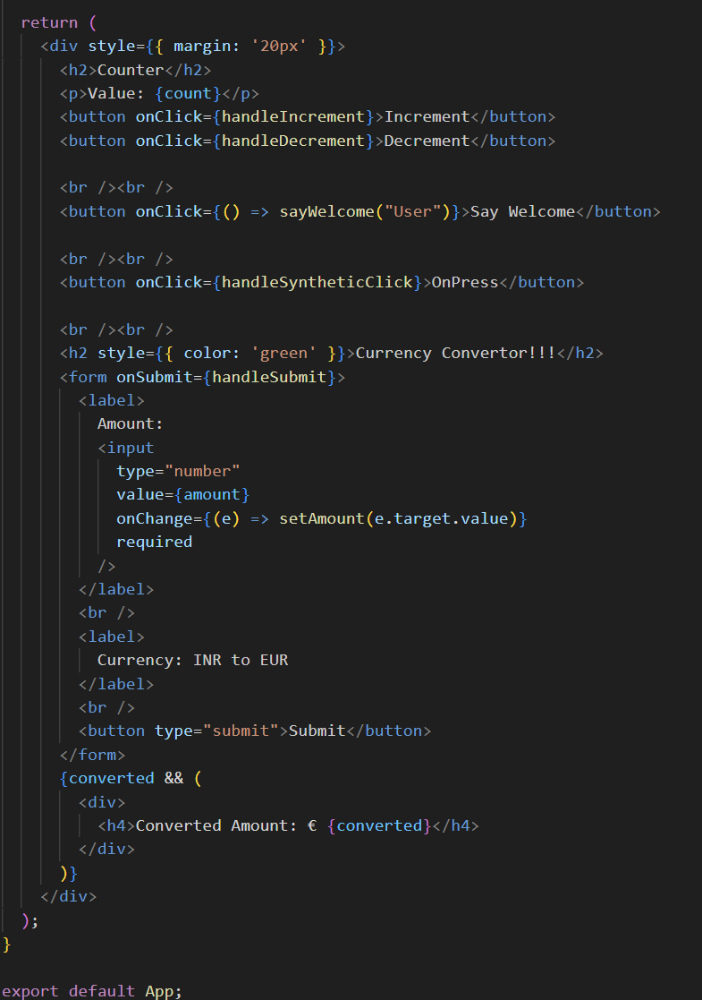 return (
<div style={{ margin: '20px' }}>
<h2>Counter</h2>
<p>Value: {count}</p>
<button onClick={handleIncrement}>Increment</button>
<button onClick={handleDecrement}>Decrement</button>
<br /><br />
<button onClick={() => sayWelcome("User")}>Say Welcome</button>
<br /><br />
<button onClick={handleSyntheticClick}>OnPress</button>
<br /><br />
<h2 style={{ color: 'green' }}>Currency Convertor!!!</h2>
<form onSubmit={handleSubmit}>
<label>
Amount:
<input
type="number"
value={amount}
onChange={(e) => setAmount(e.target.value)}
required
/>
</label>
<br />
<label>
Currency: INR to EUR
</label>
<br />
<button type="submit">Submit</button>
</form>
{converted && (
<div>
<h4>Converted Amount: € {converted}</h4>
</div>
)}
</div>
);
}
export default App;